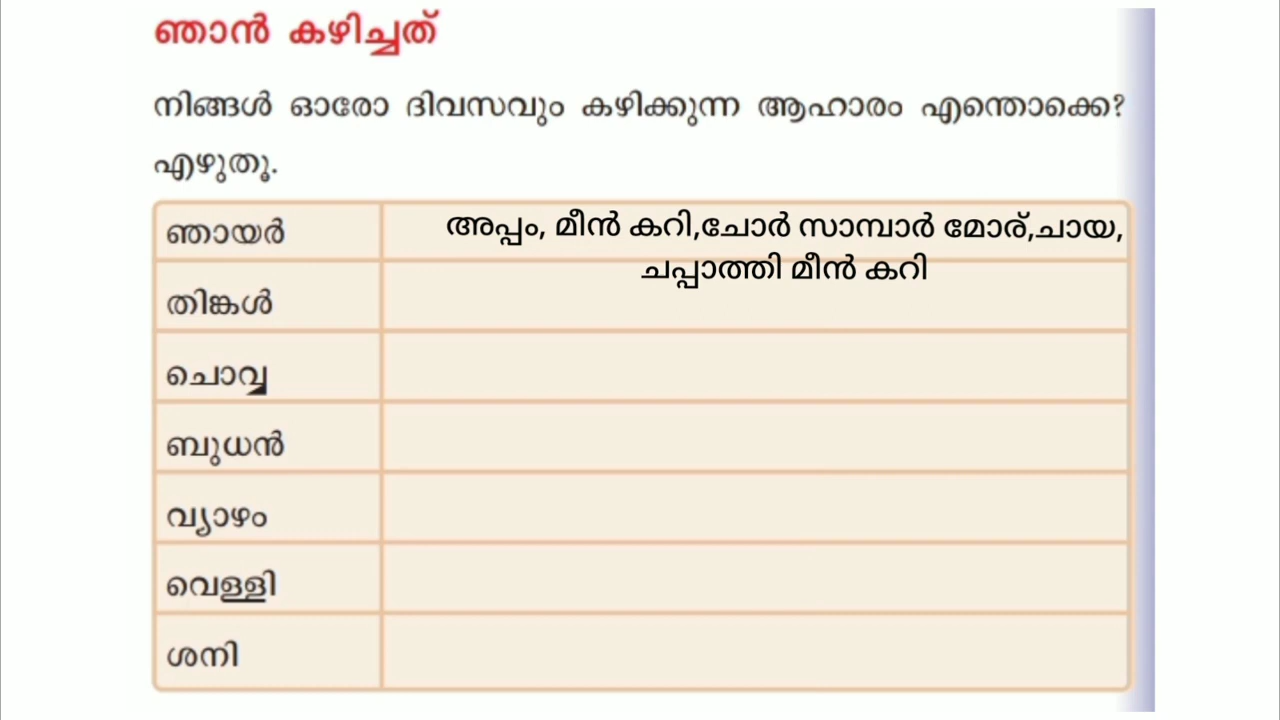 ഞാൻ കഴിച്ചത്
നിങ്ങൾ ഓരോ ദിവസവും കഴിക്കുന്ന ആഹാരം എന്തൊക്കെ?
എഴുതൂ.
ഞായർ അപ്പം, മീൻ കറി,ചോർ സാമ്പാർ മോര്,ചായ,
ചപ്പാത്തി മീൻ കറി
തിങ്കൾ
ചൊവ്വ
ബുധൻ
വ്യാഴം
വെള്ളി
ശനി